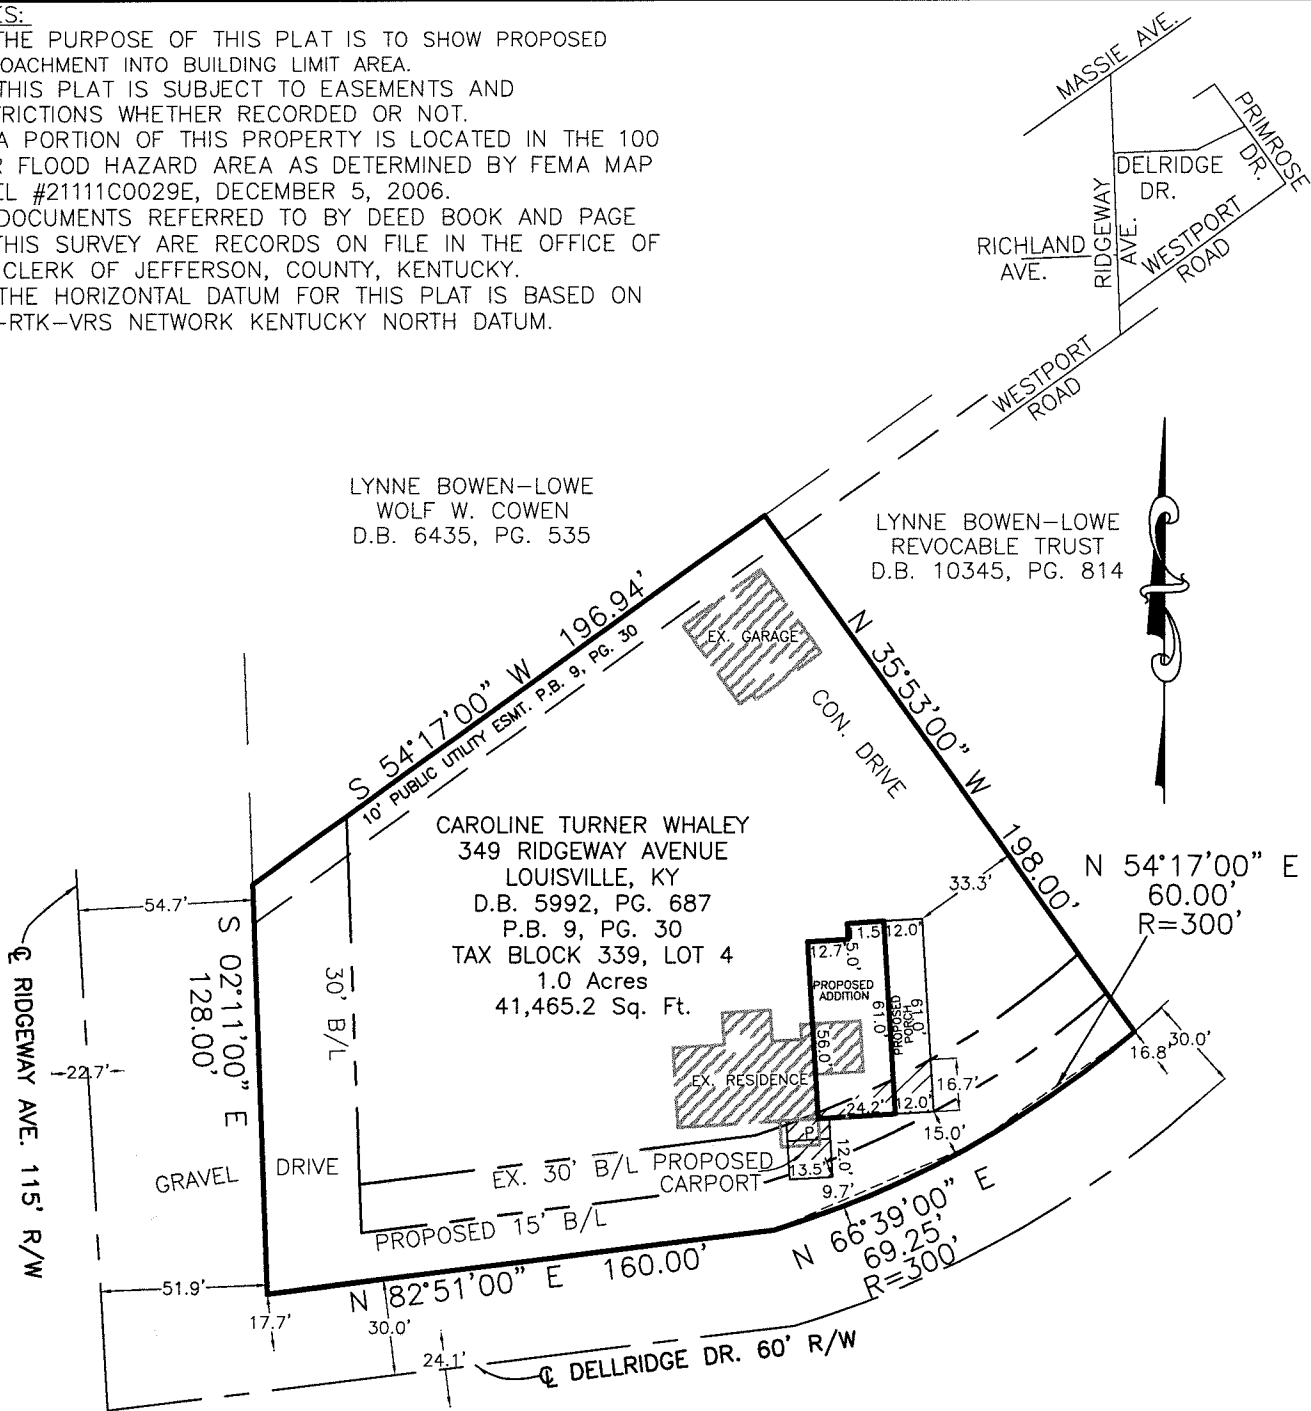 ES:
THE PURPOSE OF THIS PLAT IS TO SHOW PROPOSED
OACHMENT INTO BUILDING LIMIT AREA.
THIS PLAT IS SUBJECT TO EASEMENTS AND
TRICTIONS WHETHER RECORDED OR NOT.
A PORTION OF THIS PROPERTY IS LOCATED IN THE 100
R FLOOD HAZARD AREA AS DETERMINED BY FEMA MAP
EL #21111C0029E, DECEMBER 5, 2006.
DOCUMENTS REFERRED TO BY DEED BOOK AND PAGE
THIS SURVEY ARE RECORDS ON FILE IN THE OFFICE OF
CLERK OF JEFFERSON, COUNTY, KENTUCKY.
THE HORIZONTAL DATUM FOR THIS PLAT IS BASED ON
-RTK-VRS NETWORK KENTUCKY NORTH DATUM.
MASSIE AVE.
PRIMROSE
DR.
DELRIDGE
DR.
RIDGEWAY
AVE.
WESTPORT
ROAD
RICHLAND
AVE.
WESTPORT
ROAD
LYNNE BOWEN-LOWE
WOLF W. COWEN
D.B. 6435, PG. 535
LYNNE BOWEN-LOWE
REVOCABLE TRUST
D.B. 10345, PG. 814
S 54°17'00" W 196.94'
10' PUBLIC UTILITY ESMT. P.B. 9, PG. 30
EX. GARAGE
CON. DRIVE
N 35°53'00" W 198.00'
CAROLINE TURNER WHALEY
349 RIDGEWAY AVENUE
LOUISVILLE, KY
D.B. 5992, PG. 687
P.B. 9, PG. 30
TAX BLOCK 339, LOT 4
1.0 Acres
41,465.2 Sq. Ft.
N 54°17'00" E
60.00'
R=300'
33.3'
54.7'
S 02°11'00" E
128.00'
30' B/L
℄ RIDGEWAY AVE. 115' R/W
22.7'
1.5'
12.0'
12.7'
5.0'
PROPOSED
ADDITION
61.0'
PROPOSED
PORCH
61.0'
56.0'
EX. RESIDENCE
16.7'
24.2'
12.0'
16.8'
30.0'
15.0'
P
12.0'
13.5'
9.7'
GRAVEL DRIVE
EX. 30' B/L
PROPOSED
CARPORT
PROPOSED 15' B/L
N 66°39'00" E
69.25'
R=300'
N 82°51'00" E 160.00'
51.9'
17.7'
30.0'
24.1'
℄ DELLRIDGE DR. 60' R/W